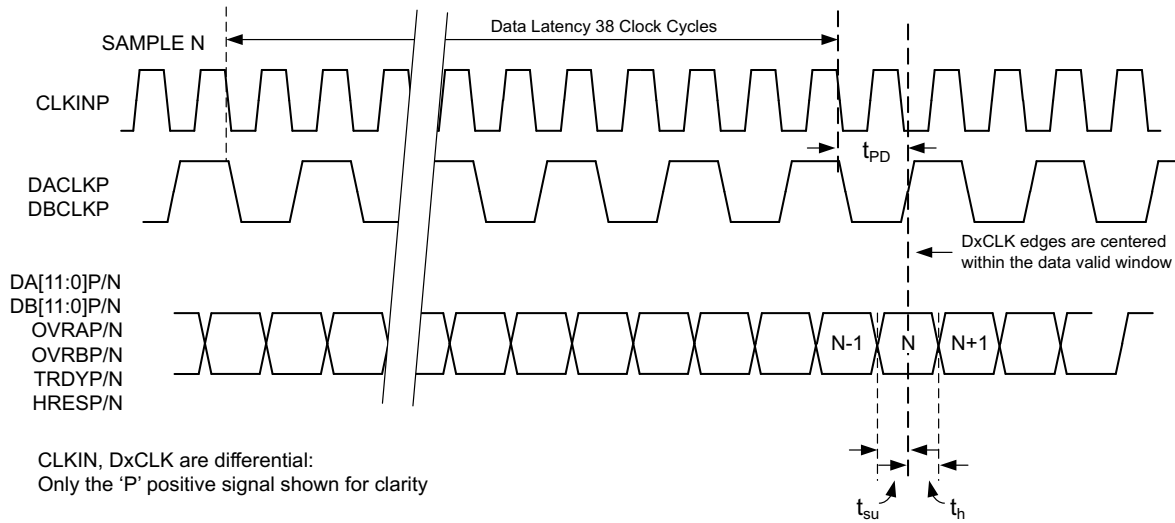 Data Latency 38 Clock Cycles
SAMPLE N
CLKINP
tPD
DACLKP
DBCLKP
DxCLK edges are centered
within the data valid window
DA[11:0]P/N
DB[11:0]P/N
OVRAP/N
OVRBP/N
TRDYP/N
HRESP/N
N-1 N N+1
CLKIN, DxCLK are differential:
Only the ‘P’ positive signal shown for clarity
tsu th